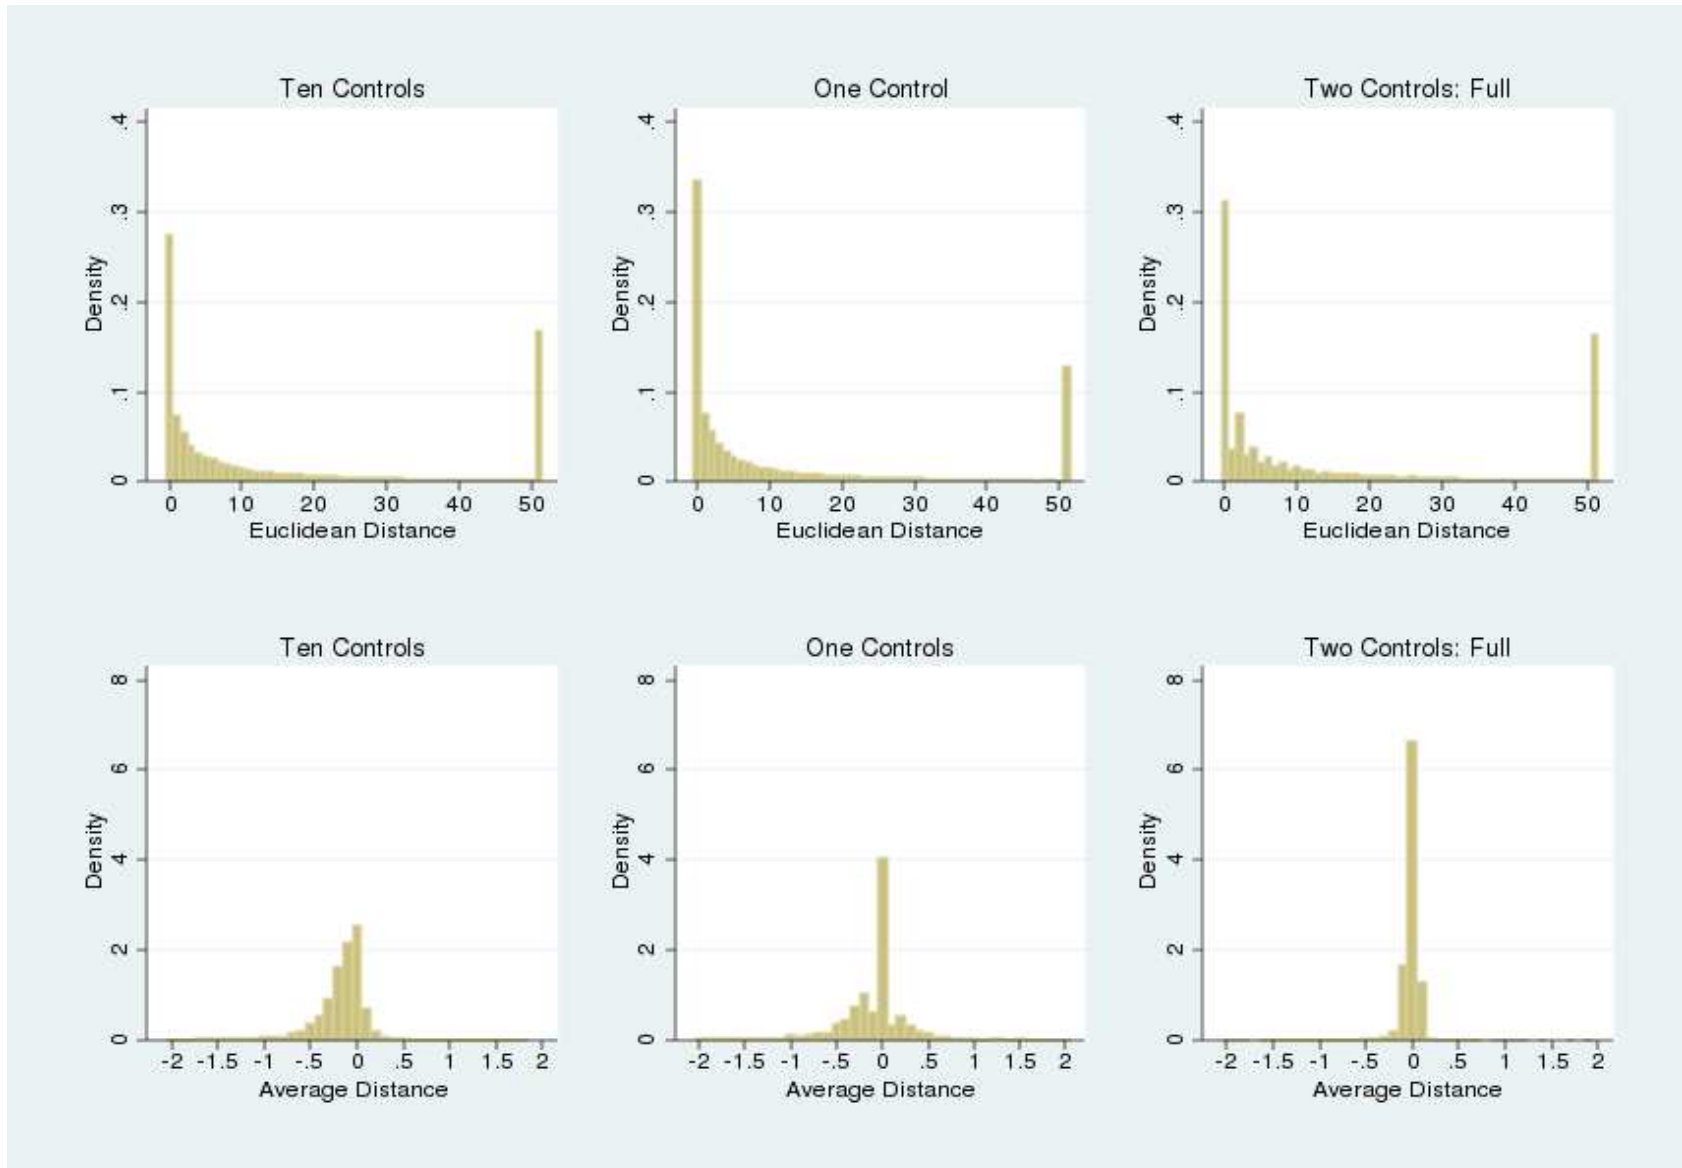 Ten Controls
One Control
Two Controls: Full
.4
.3
.2
.1
0
Density
0 10 20 30 40 50
Euclidean Distance
.4
.3
.2
.1
0
Density
0 10 20 30 40 50
Euclidean Distance
.4
.3
.2
.1
0
Density
0 10 20 30 40 50
Euclidean Distance
Ten Controls
One Controls
Two Controls: Full
8
6
4
2
0
Density
-2 -1.5 -1 -.5 0 .5 1 1.5 2
Average Distance
8
6
4
2
0
Density
-2 -1.5 -1 -.5 0 .5 1 1.5 2
Average Distance
8
6
4
2
0
Density
-2 -1.5 -1 -.5 0 .5 1 1.5 2
Average Distance